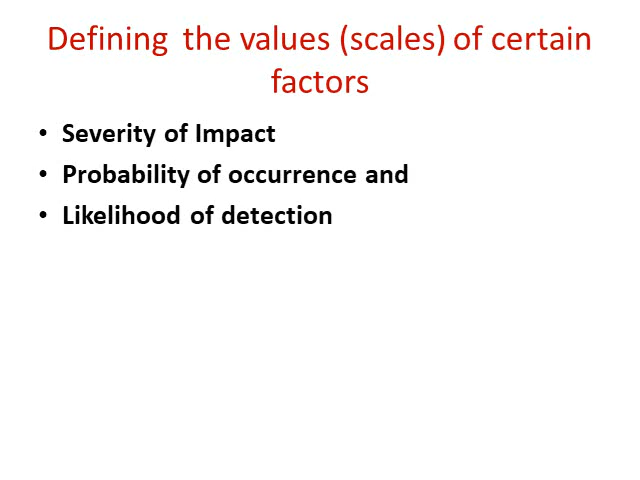 Defining the values (scales) of certain
factors
• Severity of Impact
• Probability of occurrence and
• Likelihood of detection